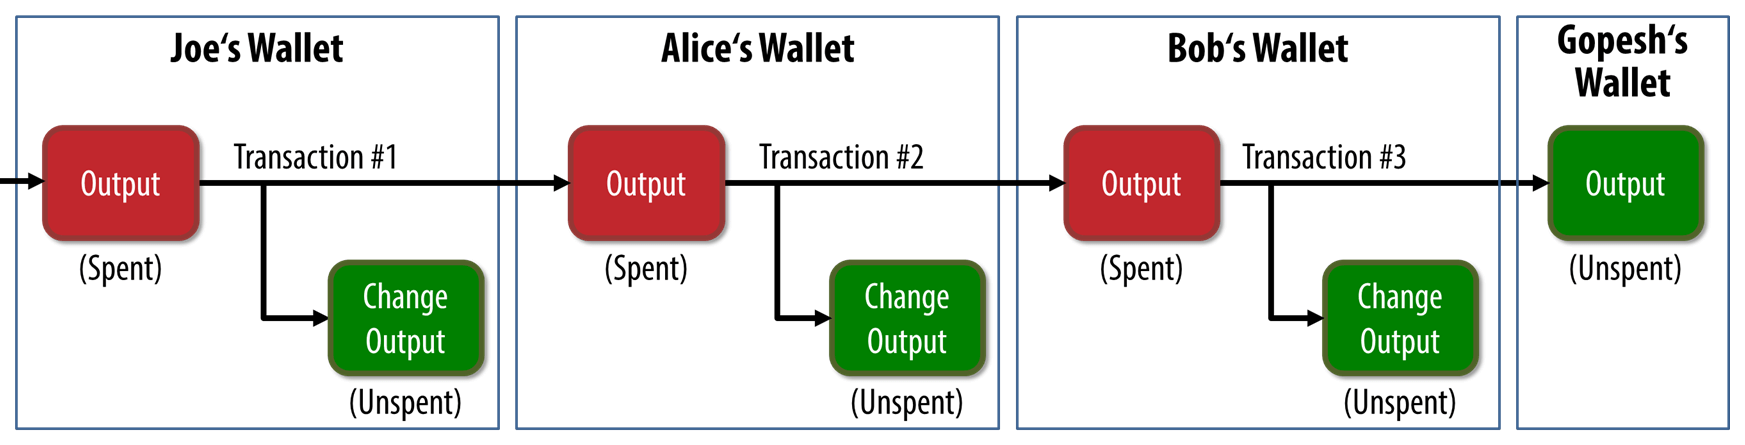 Joe‘s Wallet
Output
(Spent)
Transaction #1
Change
Output
(Unspent)
Alice‘s Wallet
Output
(Spent)
Transaction #2
Change
Output
(Unspent)
Bob‘s Wallet
Output
(Spent)
Transaction #3
Change
Output
(Unspent)
Gopesh‘s
Wallet
Output
(Unspent)